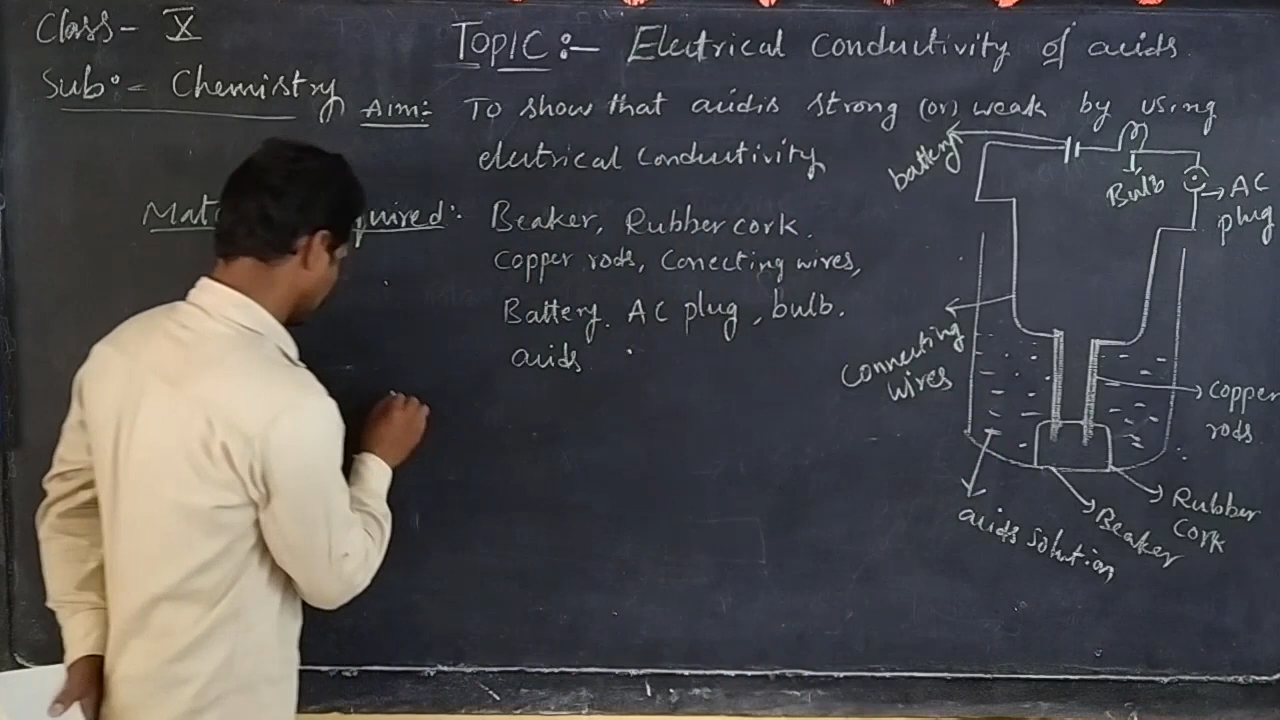 Class- X
Topic:- Electrical Conductivity of acids.
Sub:- Chemistry
Aim:- To show that acidis strong (or) weak by using
electrical conductivity
Mat quired:- Beaker, Rubber cork.
Copper rods, Conecting wires,
Battery. AC plug, bulb.
acids.
battery
Bulb
AC
plug
Connecting
wires
Copper
rods
Rubber
Cork
Beaker
acids solution